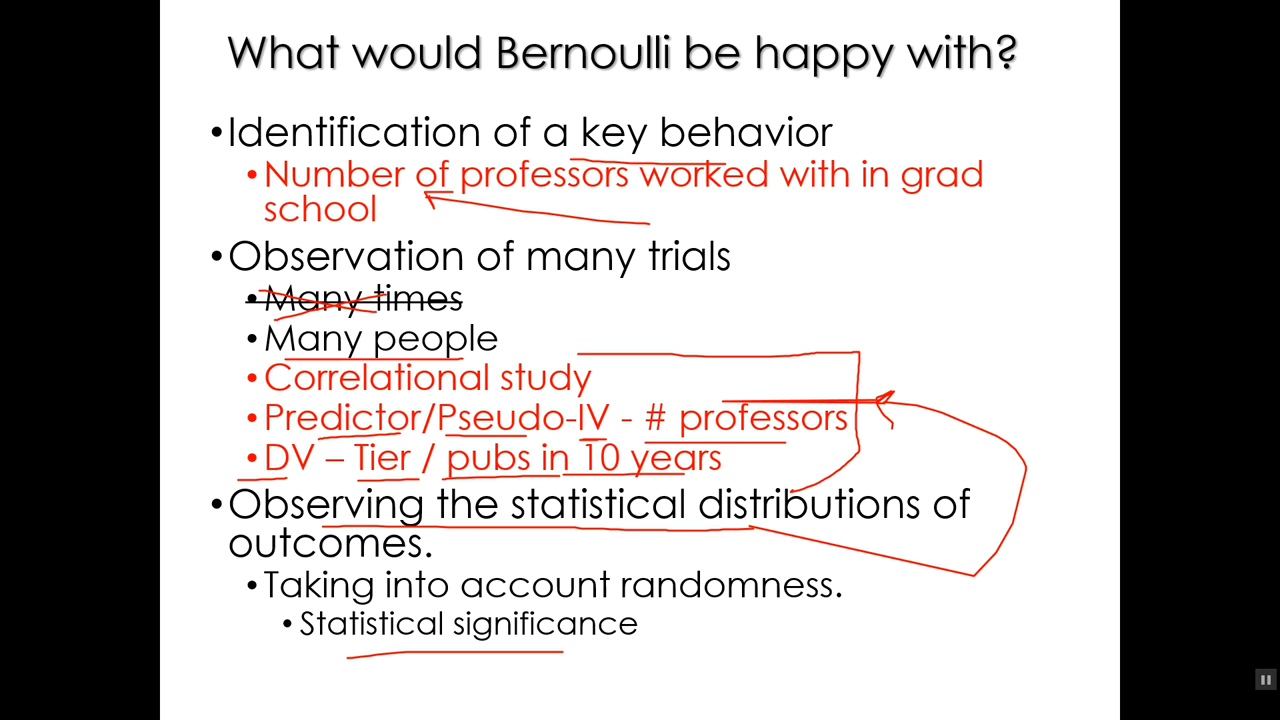 What would Bernoulli be happy with?
•Identification of a key behavior
•Number of professors worked with in grad
school
•Observation of many trials
•Many times
•Many people
•Correlational study
•Predictor/Pseudo-IV - # professors
•DV – Tier / pubs in 10 years
•Observing the statistical distributions of
outcomes.
•Taking into account randomness.
•Statistical significance